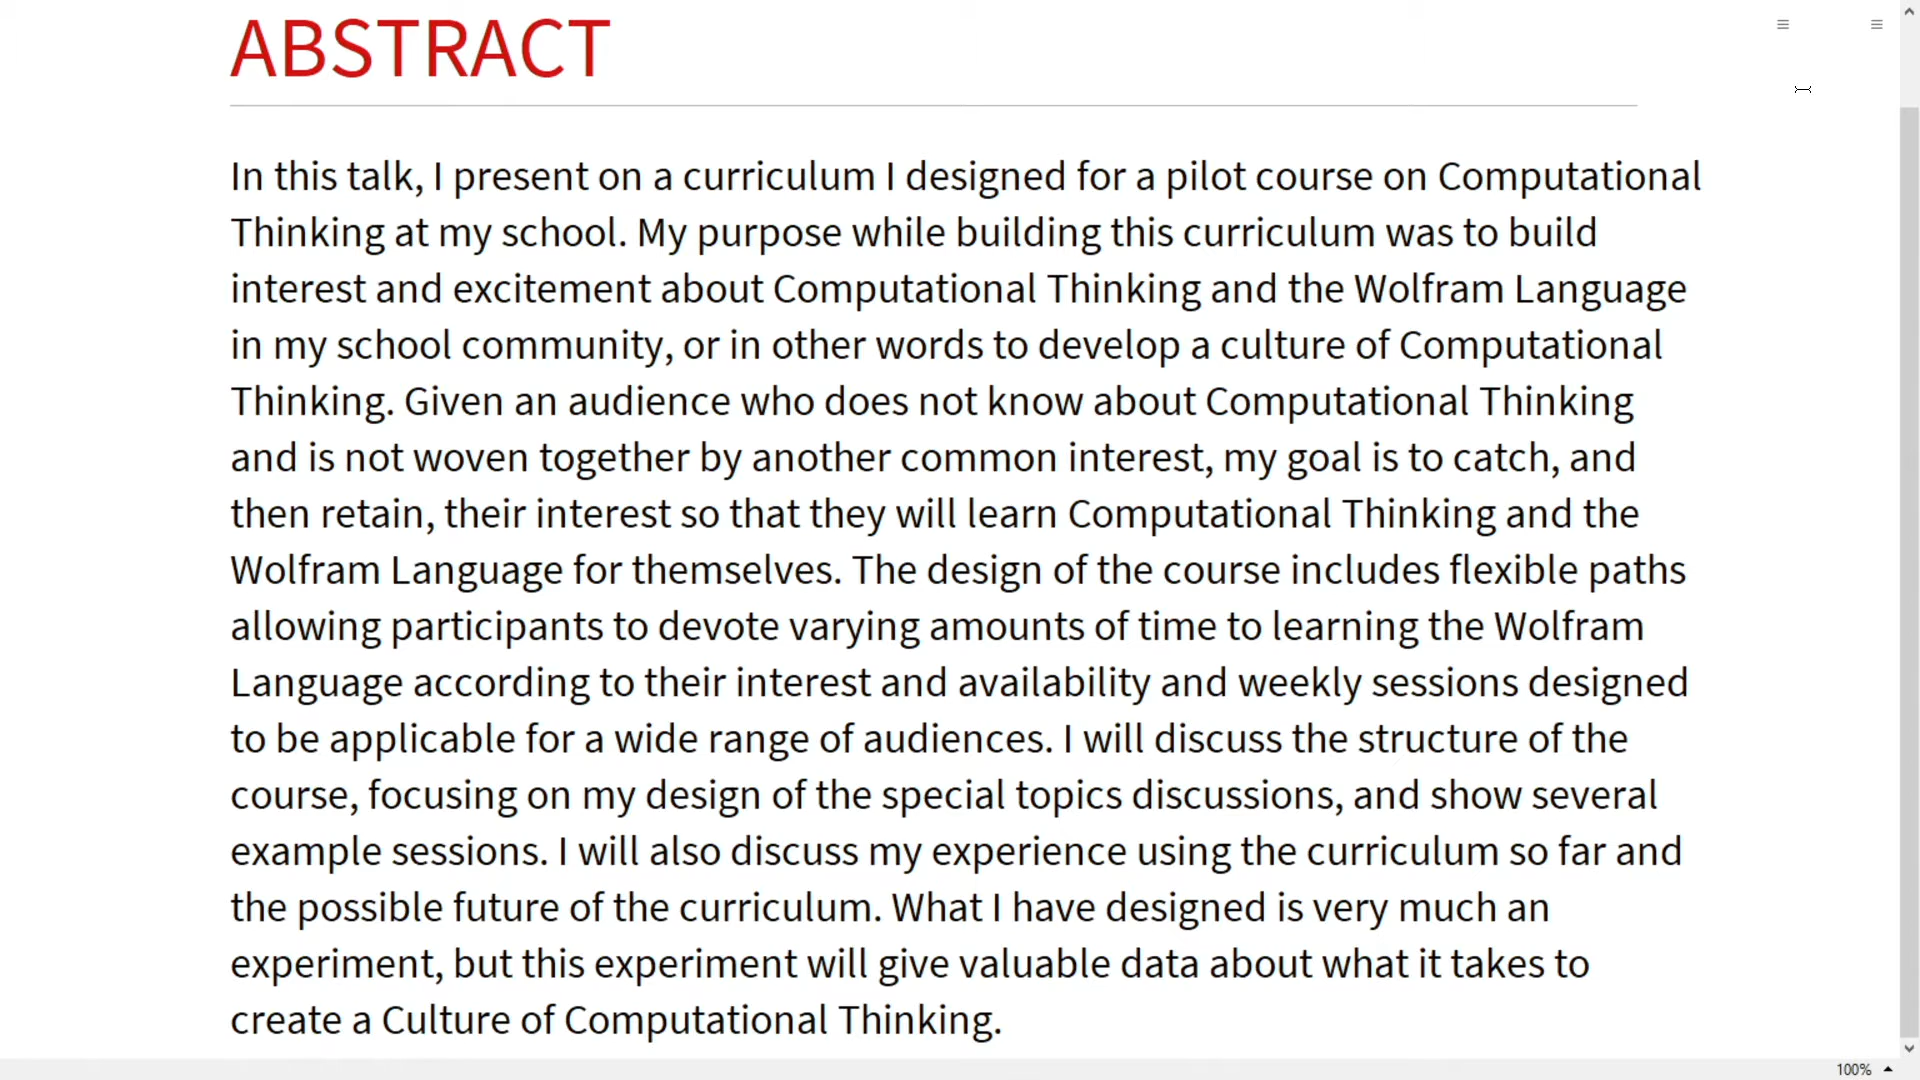 ABSTRACT
In this talk, I present on a curriculum I designed for a pilot course on Computational
Thinking at my school. My purpose while building this curriculum was to build
interest and excitement about Computational Thinking and the Wolfram Language
in my school community, or in other words to develop a culture of Computational
Thinking. Given an audience who does not know about Computational Thinking
and is not woven together by another common interest, my goal is to catch, and
then retain, their interest so that they will learn Computational Thinking and the
Wolfram Language for themselves. The design of the course includes flexible paths
allowing participants to devote varying amounts of time to learning the Wolfram
Language according to their interest and availability and weekly sessions designed
to be applicable for a wide range of audiences. I will discuss the structure of the
course, focusing on my design of the special topics discussions, and show several
example sessions. I will also discuss my experience using the curriculum so far and
the possible future of the curriculum. What I have designed is very much an
experiment, but this experiment will give valuable data about what it takes to
create a Culture of Computational Thinking.
100%